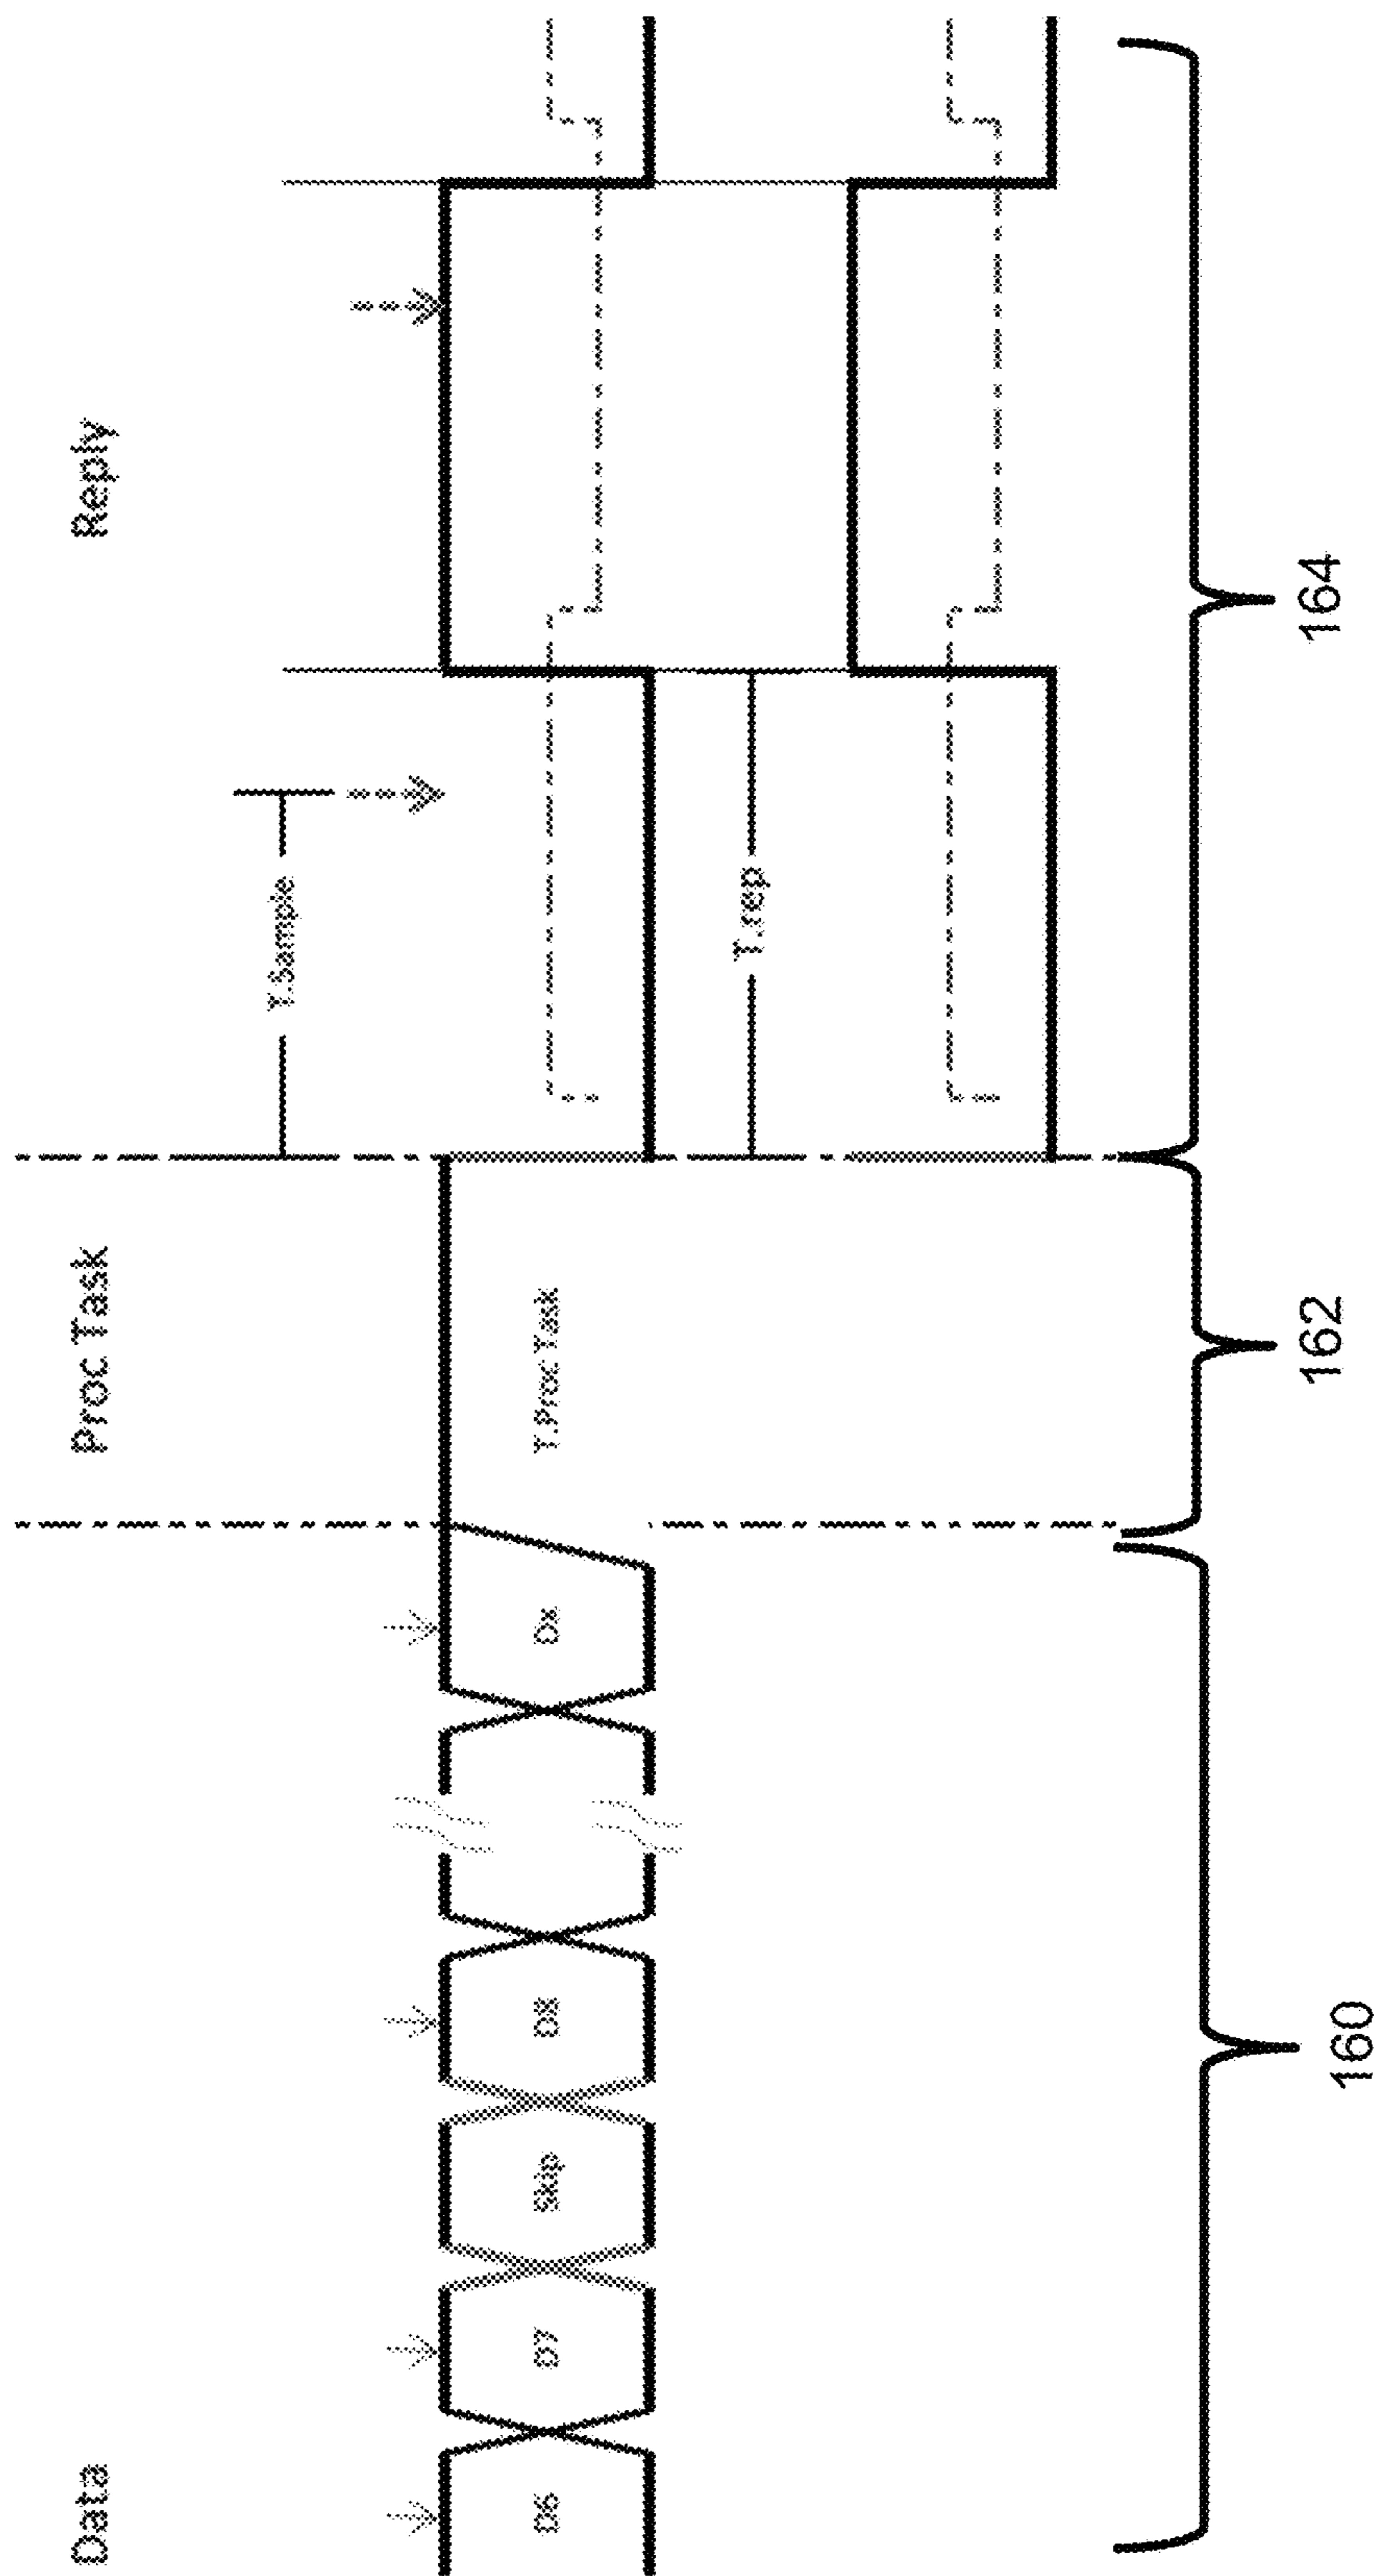 Data
Proc Task
Reply
T.Sample
D6
D7
Skip
D8
Dx
T.Proc Task
T.rep
160
162
164